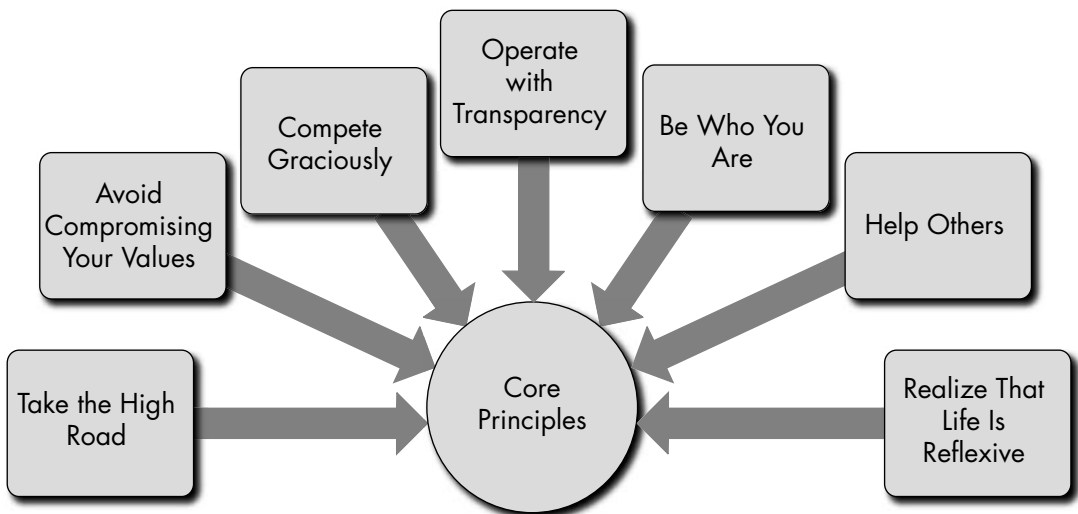 Take the High
Road
Avoid
Compromising
Your Values
Compete
Graciously
Operate
with
Transparency
Be Who You
Are
Help Others
Realize That
Life Is
Reflexive
Core
Principles